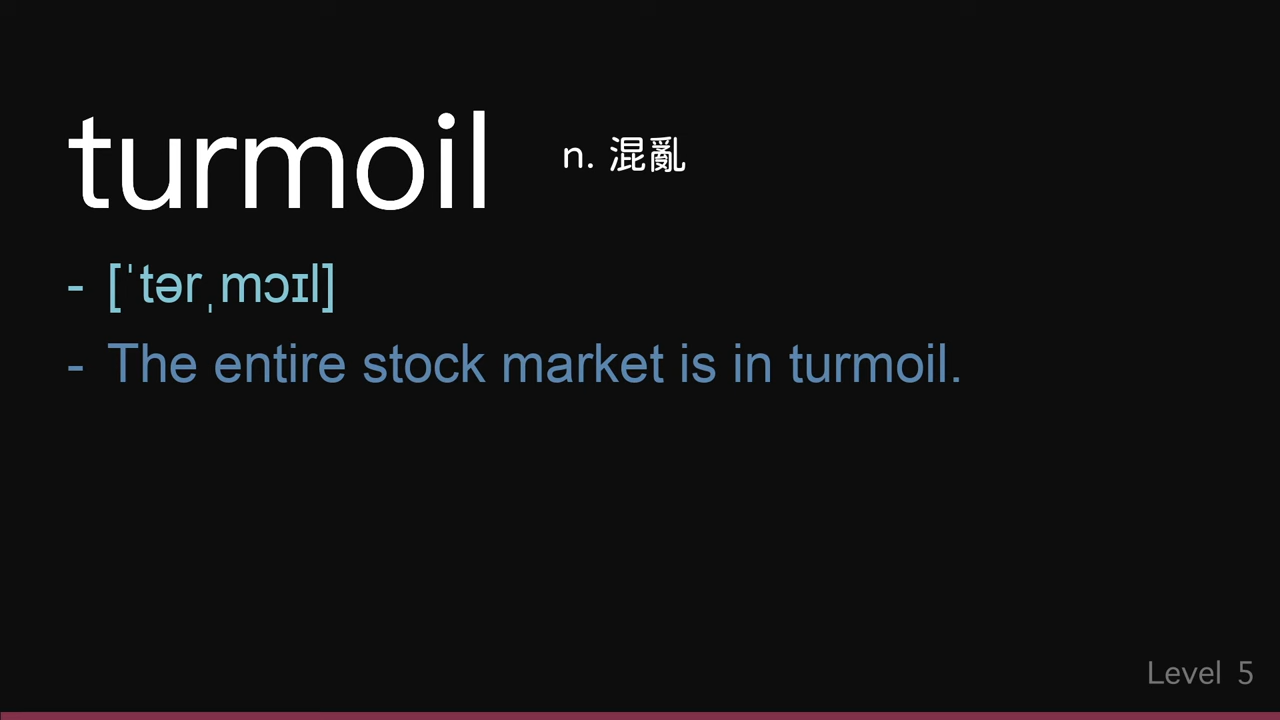 turmoil n. 混亂
- [ˈtərˌmɔɪl]
- The entire stock market is in turmoil.
Level 5